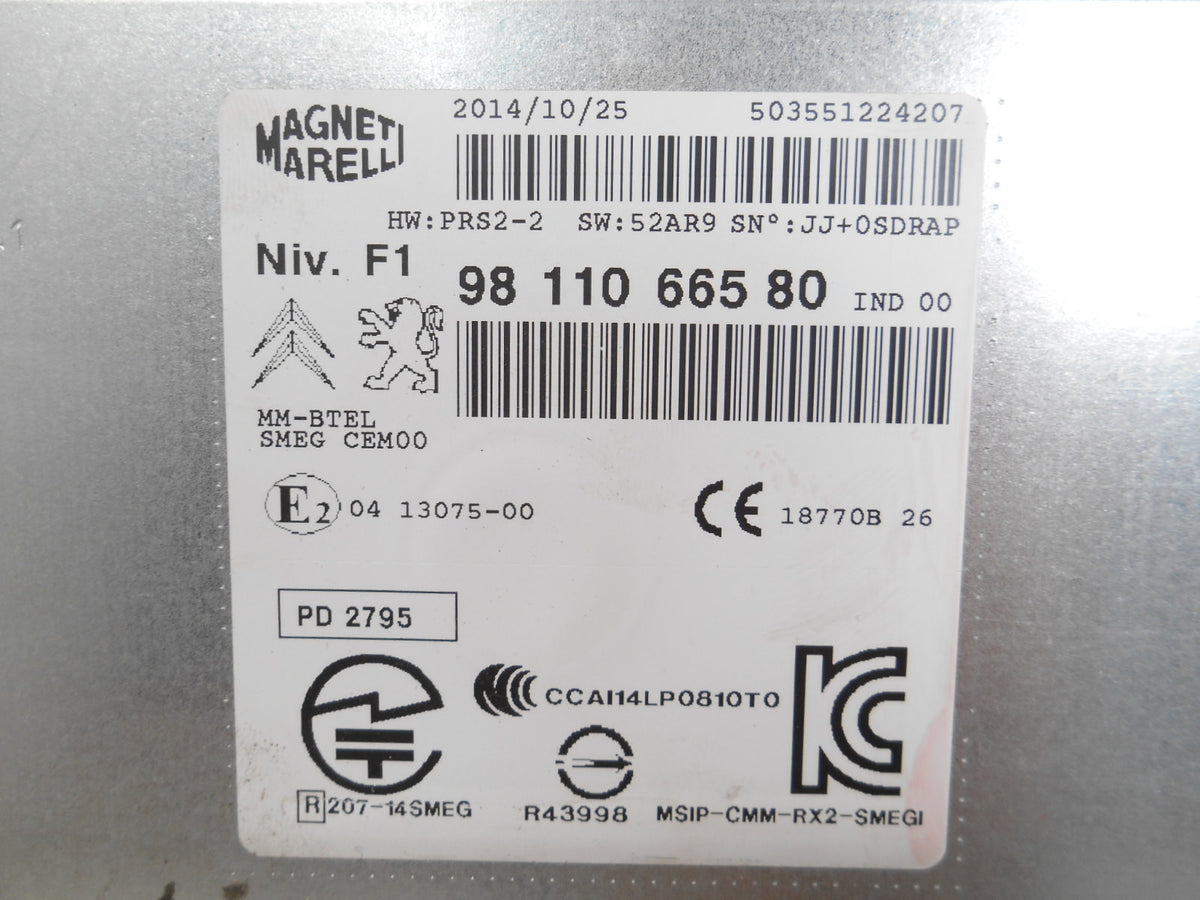 MAGNETI
MARELLI
2014/10/25 503551224207
HW:PRS2-2 SW:52AR9 SN°:JJ+0SDRAP
Niv. F1
98 110 665 80 IND 00
MM-BTEL
SMEG CEM00
E2 04 13075-00
CE 18770B 26
PD 2795
CCAI14LP0810T0
KC
R 207-14SMEG
R43998
MSIP-CMM-RX2-SMEGI